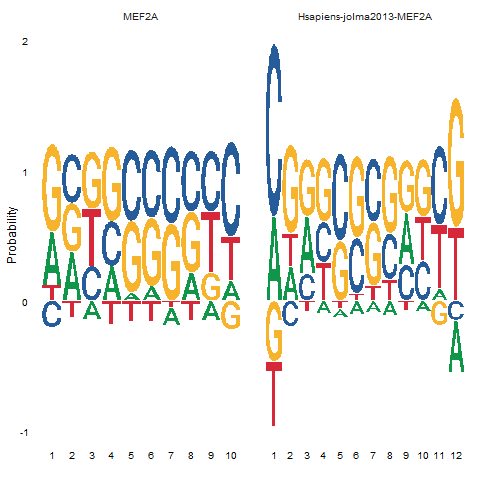 MEF2A Hsapiens-jolma2013-MEF2A
2
1
0
-1
Probability
1 2 3 4 5 6 7 8 9 10
1 2 3 4 5 6 7 8 9 10 11 12
G A T C
C G A T
G T C A
G C A T
C G A T
C G A T
C G T A
C G A T
C T G A
C T A G
C A G T
G T A C
G A C T
G C T A
C G T A
G C T A
C G T A
G C T A
G A C T
G T C A
C T A G
G T C A